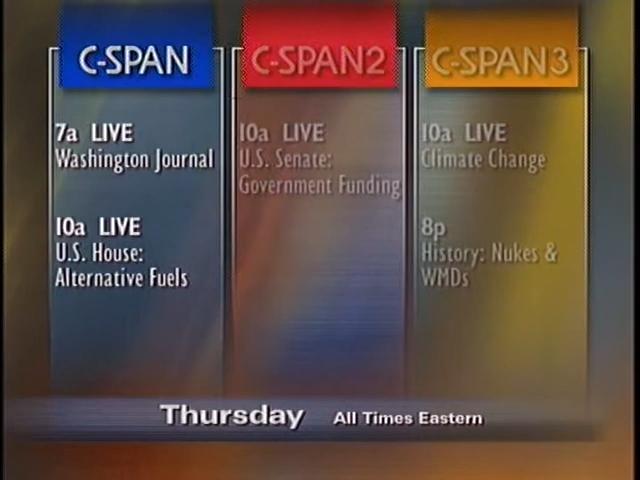 C-SPAN
7a LIVE
Washington Journal
10a LIVE
U.S. House:
Alternative Fuels
C-SPAN2
10a LIVE
U.S. Senate:
Government Funding
C-SPAN3
10a LIVE
Climate Change
8p
History: Nukes &
WMDs
Thursday All Times Eastern